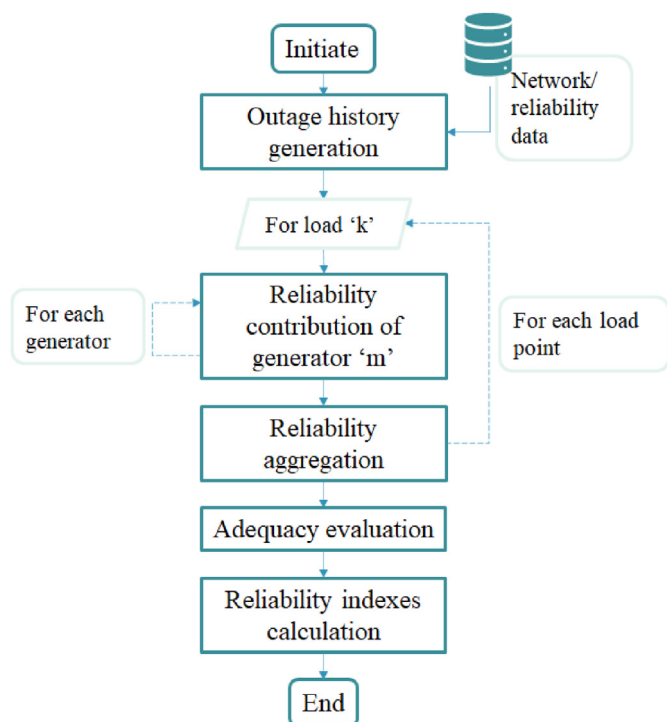 Initiate
Network/
reliability
data
Outage history
generation
For load ‘k’
For each
generator
Reliability
contribution of
generator ‘m’
For each load
point
Reliability
aggregation
Adequacy evaluation
Reliability indexes
calculation
End